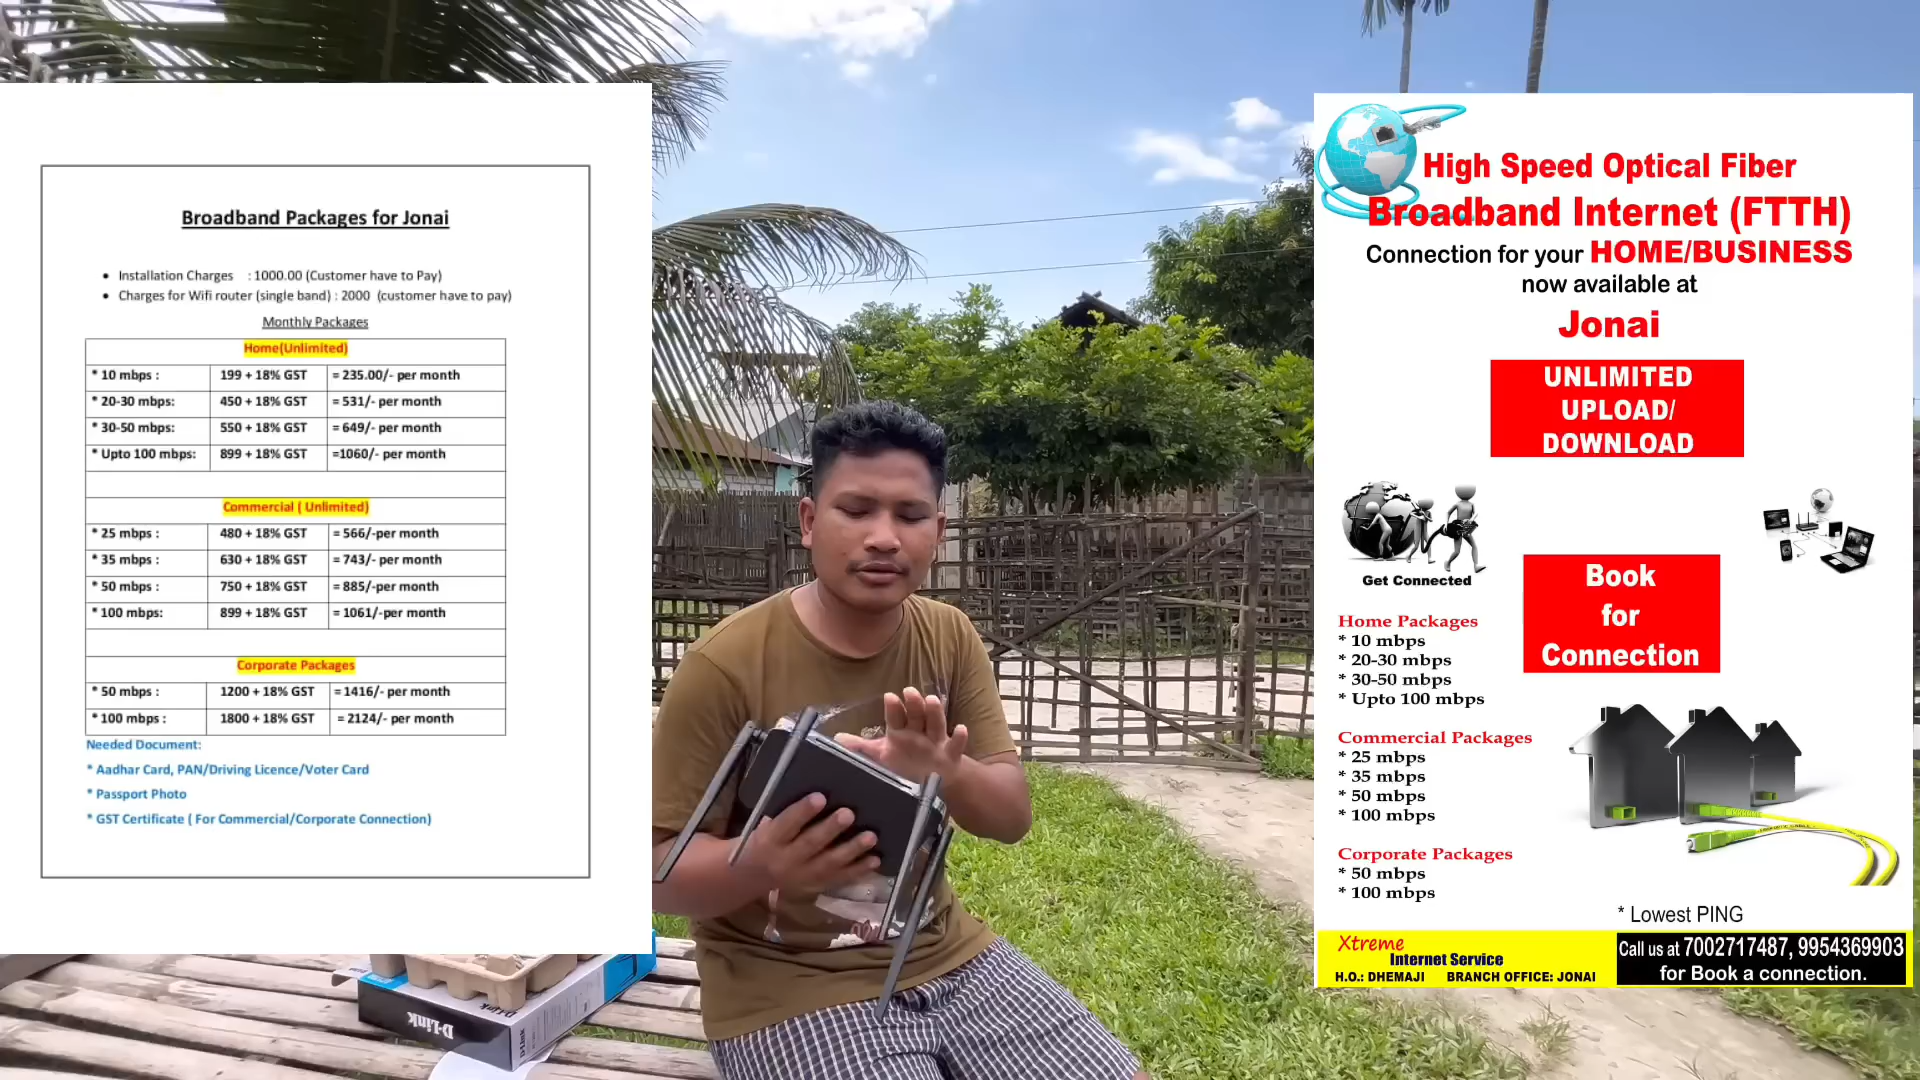 Broadband Packages for Jonai
• Installation Charges : 1000.00 (Customer have to Pay)
• Charges for Wifi router (single band) : 2000 (customer have to pay)
Monthly Packages
Home(Unlimited)
* 10 mbps : 199 + 18% GST = 235.00/- per month
* 20-30 mbps: 450 + 18% GST = 531/- per month
* 30-50 mbps: 550 + 18% GST = 649/- per month
* Upto 100 mbps: 899 + 18% GST =1060/- per month
Commercial ( Unlimited)
* 25 mbps : 480 + 18% GST = 566/-per month
* 35 mbps : 630 + 18% GST = 743/- per month
* 50 mbps : 750 + 18% GST = 885/-per month
* 100 mbps: 899 + 18% GST = 1061/-per month
Corporate Packages
* 50 mbps : 1200 + 18% GST = 1416/- per month
* 100 mbps : 1800 + 18% GST = 2124/- per month
Needed Document:
* Aadhar Card, PAN/Driving Licence/Voter Card
* Passport Photo
* GST Certificate ( For Commercial/Corporate Connection)
D-Link
D-Link
D-Link
High Speed Optical Fiber
Broadband Internet (FTTH)
Connection for your HOME/BUSINESS
now available at
Jonai
UNLIMITED
UPLOAD/
DOWNLOAD
Get Connected
Book
for
Connection
Home Packages
* 10 mbps
* 20-30 mbps
* 30-50 mbps
* Upto 100 mbps
Commercial Packages
* 25 mbps
* 35 mbps
* 50 mbps
* 100 mbps
Corporate Packages
* 50 mbps
* 100 mbps
* Lowest PING
Xtreme
Internet Service
H.O.: DHEMAJI BRANCH OFFICE: JONAI
Call us at 7002717487, 9954369903
for Book a connection.